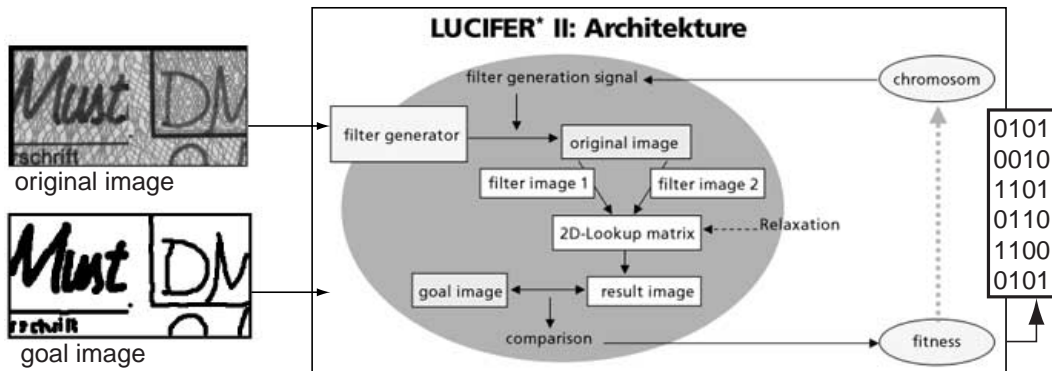 LUCIFER* II: Architekture
Must DM
rschrift
original image
Must DM
rschrift
goal image
filter generation signal
chromosom
filter generator
original image
filter image 1
filter image 2
2D-Lookup matrix
Relaxation
goal image
result image
comparison
fitness
0101
0010
1101
0110
1100
0101